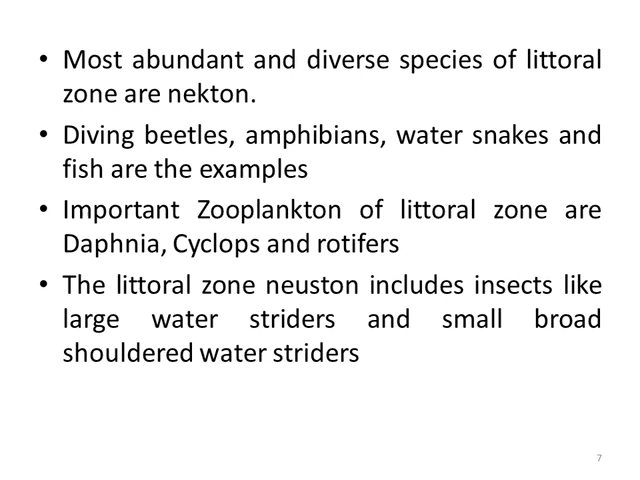 • Most abundant and diverse species of littoral
zone are nekton.
• Diving beetles, amphibians, water snakes and
fish are the examples
• Important Zooplankton of littoral zone are
Daphnia, Cyclops and rotifers
• The littoral zone neuston includes insects like
large water striders and small broad
shouldered water striders
7